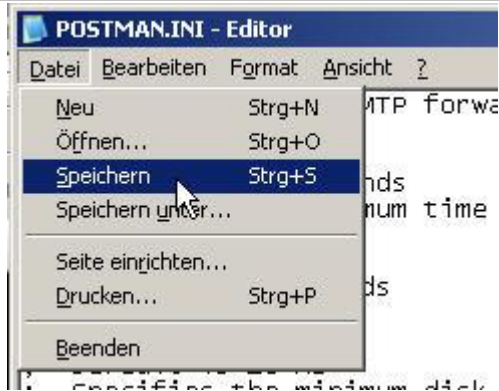 POSTMAN.INI - Editor
Datei Bearbeiten Format Ansicht ?
Neu Strg+N
MTP forwa
Öffnen... Strg+O
Speichern Strg+S
nds
Speichern unter...
mum time
Seite einrichten...
Drucken... Strg+P
ds
Beenden
; Specifies the minimum disk